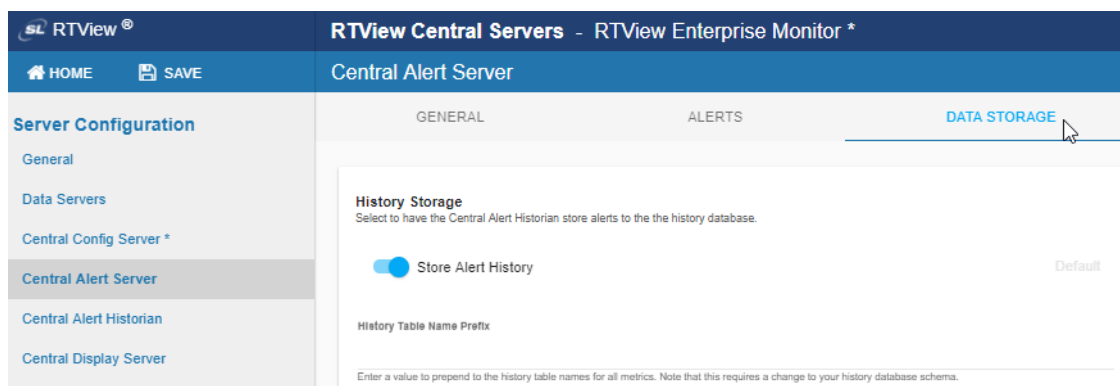 SL RTView ®
RTView Central Servers - RTView Enterprise Monitor *
HOME SAVE
Central Alert Server
Server Configuration
General
Data Servers
Central Config Server *
Central Alert Server
Central Alert Historian
Central Display Server
GENERAL ALERTS DATA STORAGE
History Storage
Select to have the Central Alert Historian store alerts to the the history database.
Store Alert History Default
History Table Name Prefix
Enter a value to prepend to the history table names for all metrics. Note that this requires a change to your history database schema.